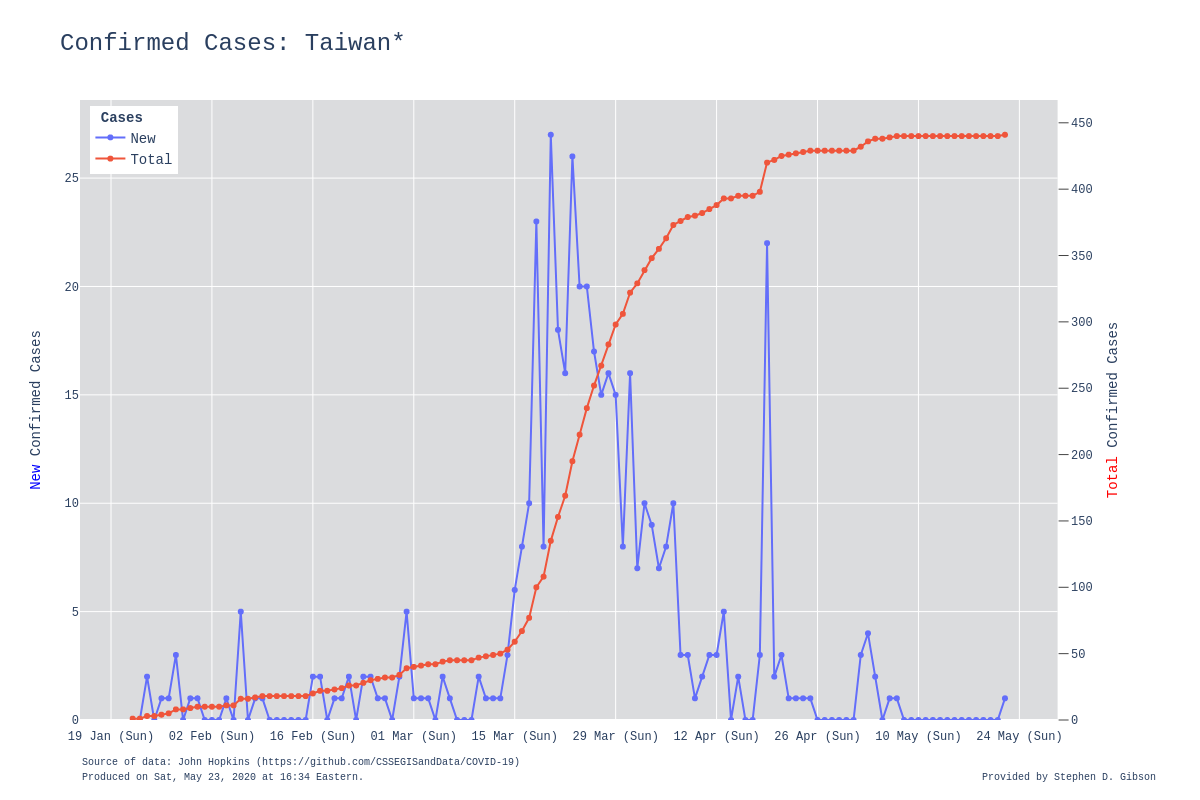 Confirmed Cases: Taiwan*
Cases
New
Total
New Confirmed Cases
25
20
15
10
5
0
450
400
350
300
250
200
150
100
50
0
Total Confirmed Cases
19 Jan (Sun) 02 Feb (Sun) 16 Feb (Sun) 01 Mar (Sun) 15 Mar (Sun) 29 Mar (Sun) 12 Apr (Sun) 26 Apr (Sun) 10 May (Sun) 24 May (Sun)
Source of data: John Hopkins (https://github.com/CSSEGISandData/COVID-19)
Produced on Sat, May 23, 2020 at 16:34 Eastern.
Provided by Stephen D. Gibson